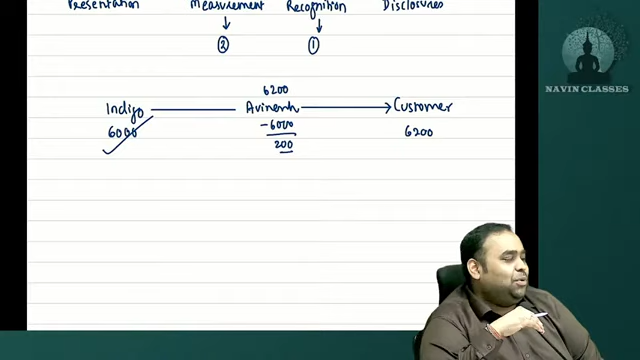 Presentation Measurement Recognition Disclosures
② ①
NAVIN CLASSES
6200
Indigo Avinash Customer
6000 -6000 6200
200